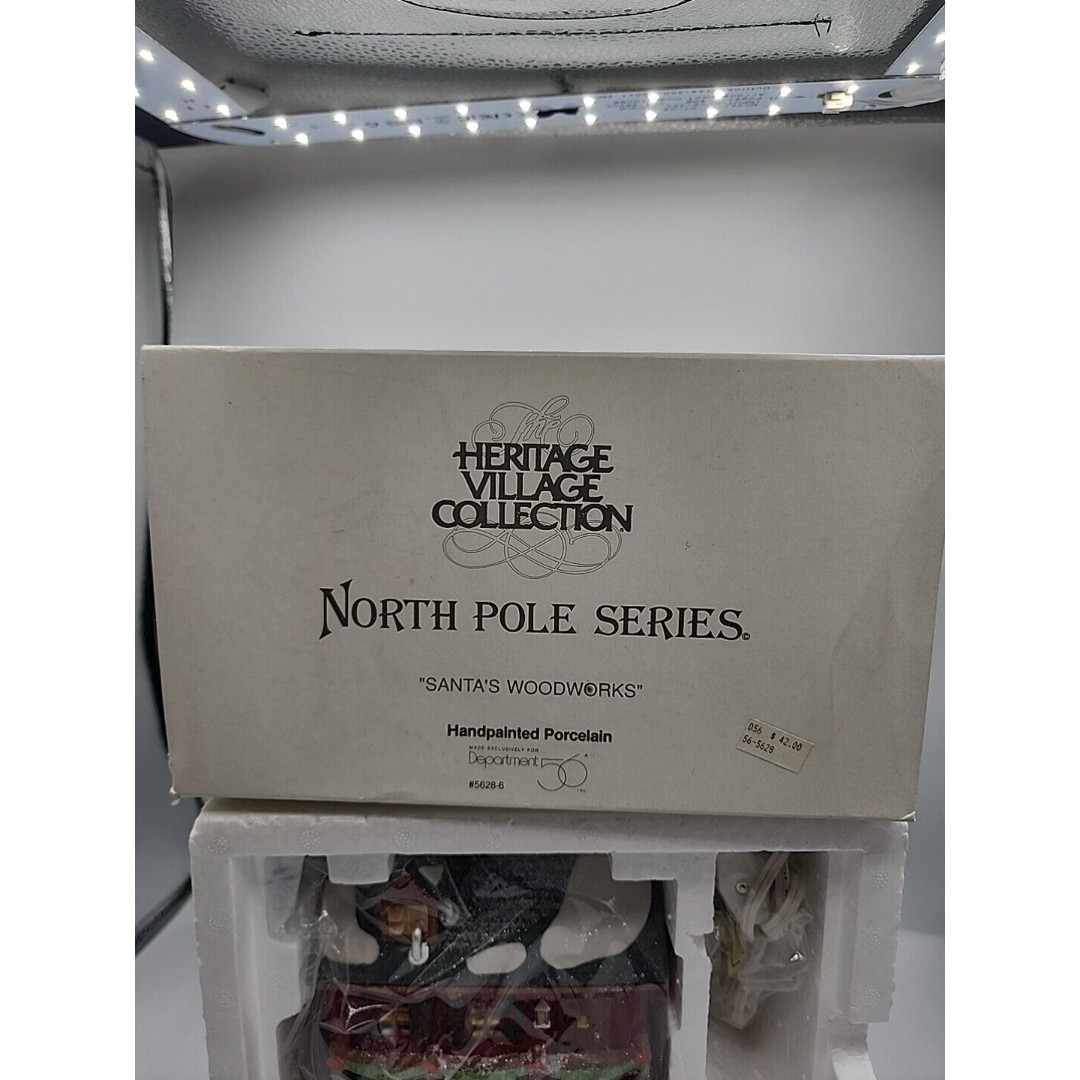 The
HERITAGE
VILLAGE
COLLECTION
NORTH POLE SERIES©
"SANTA'S WOODWORKS"
Handpainted Porcelain
MADE EXCLUSIVELY FOR
Department 56®
INC
#5628-6
D56 $ 42.00
56-5628